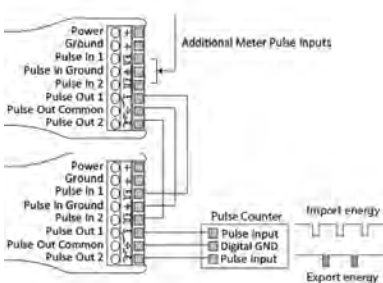 Power
Ground
Pulse In 1
Pulse In Ground
Pulse In 2
Pulse Out 1
Pulse Out Common
Pulse Out 2
Additional Meter Pulse Inputs
Power
Ground
Pulse In 1
Pulse In Ground
Pulse In 2
Pulse Out 1
Pulse Out Common
Pulse Out 2
Pulse Counter
Pulse Input
Digital GND
Pulse Input
Import energy
Export energy